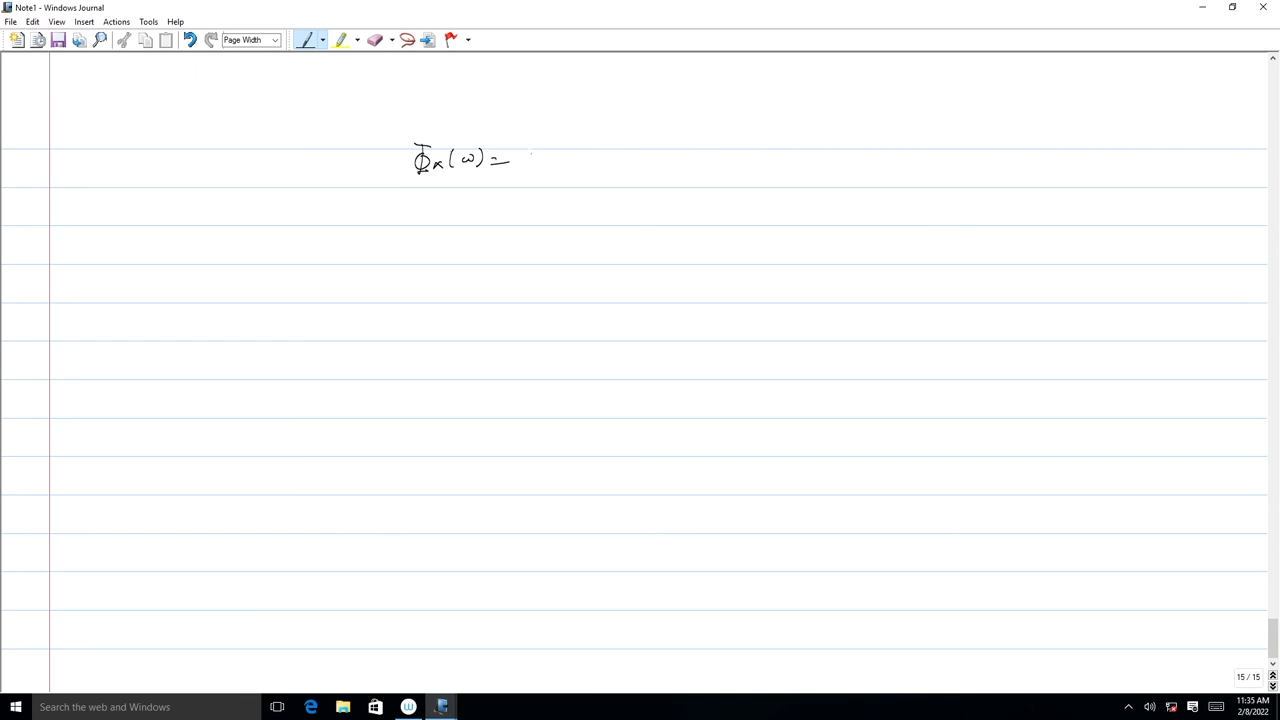 Note1 - Windows Journal
File Edit View Insert Actions Tools Help
Page Width
Φx(ω)=
15 / 15
Search the web and Windows
11:35 AM
2/8/2022